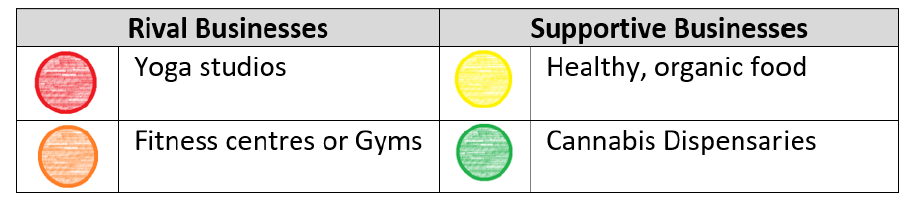 Rival Businesses
Supportive Businesses
Yoga studios
Healthy, organic food
Fitness centres or Gyms
Cannabis Dispensaries